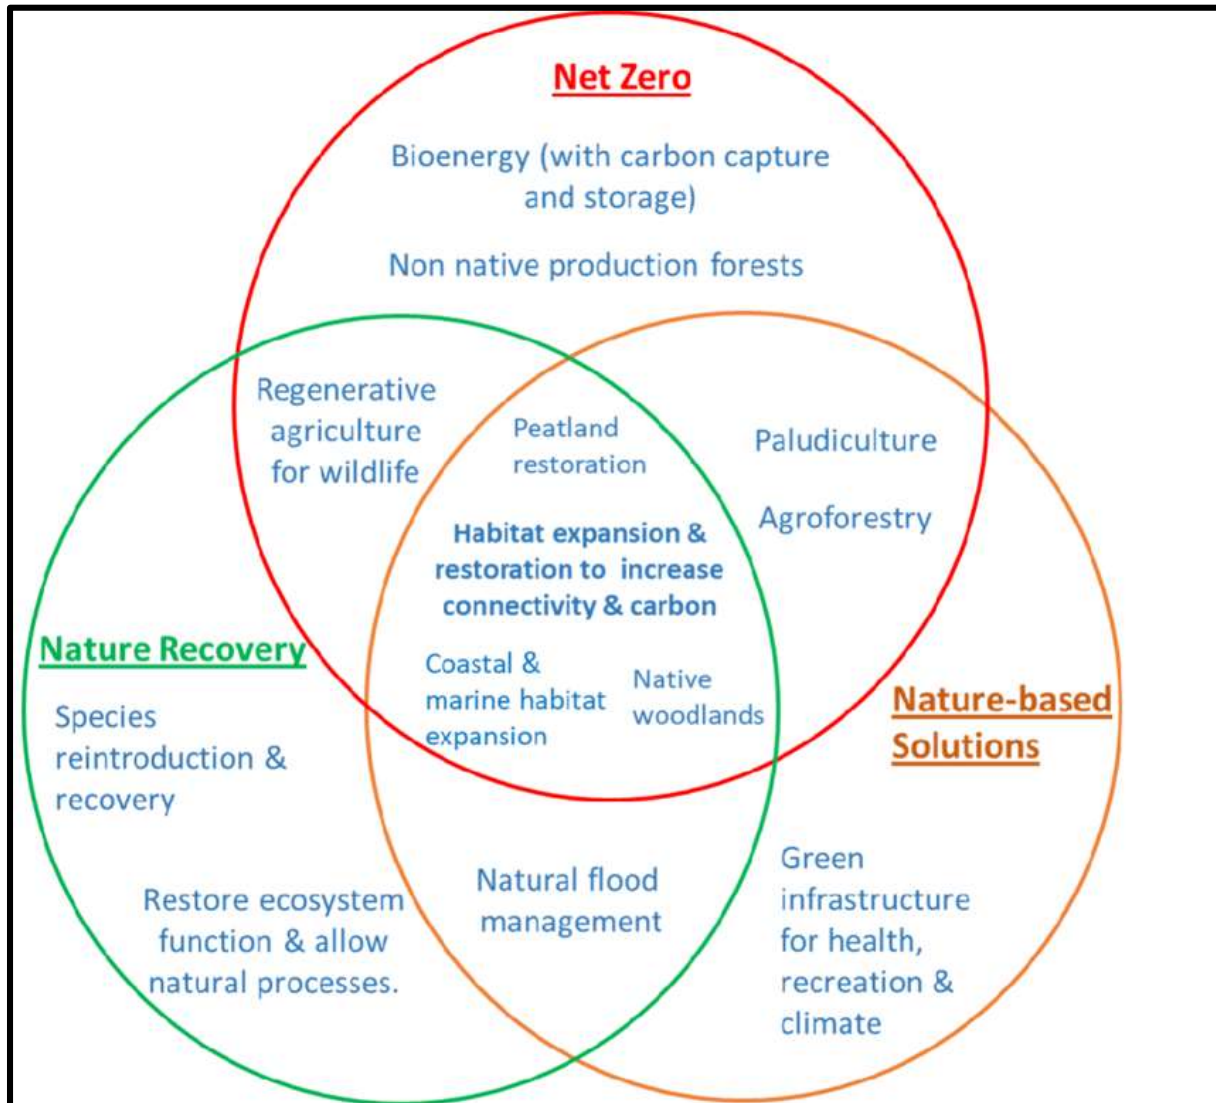 Net Zero
Bioenergy (with carbon capture
and storage)
Non native production forests
Regenerative
agriculture
for wildlife
Peatland
restoration
Paludiculture
Agroforestry
Habitat expansion &
restoration to increase
connectivity & carbon
Nature Recovery
Coastal &
marine habitat
expansion
Native
woodlands
Nature-based
Solutions
Species
reintroduction &
recovery
Natural flood
management
Green
infrastructure
for health,
recreation &
climate
Restore ecosystem
function & allow
natural processes.